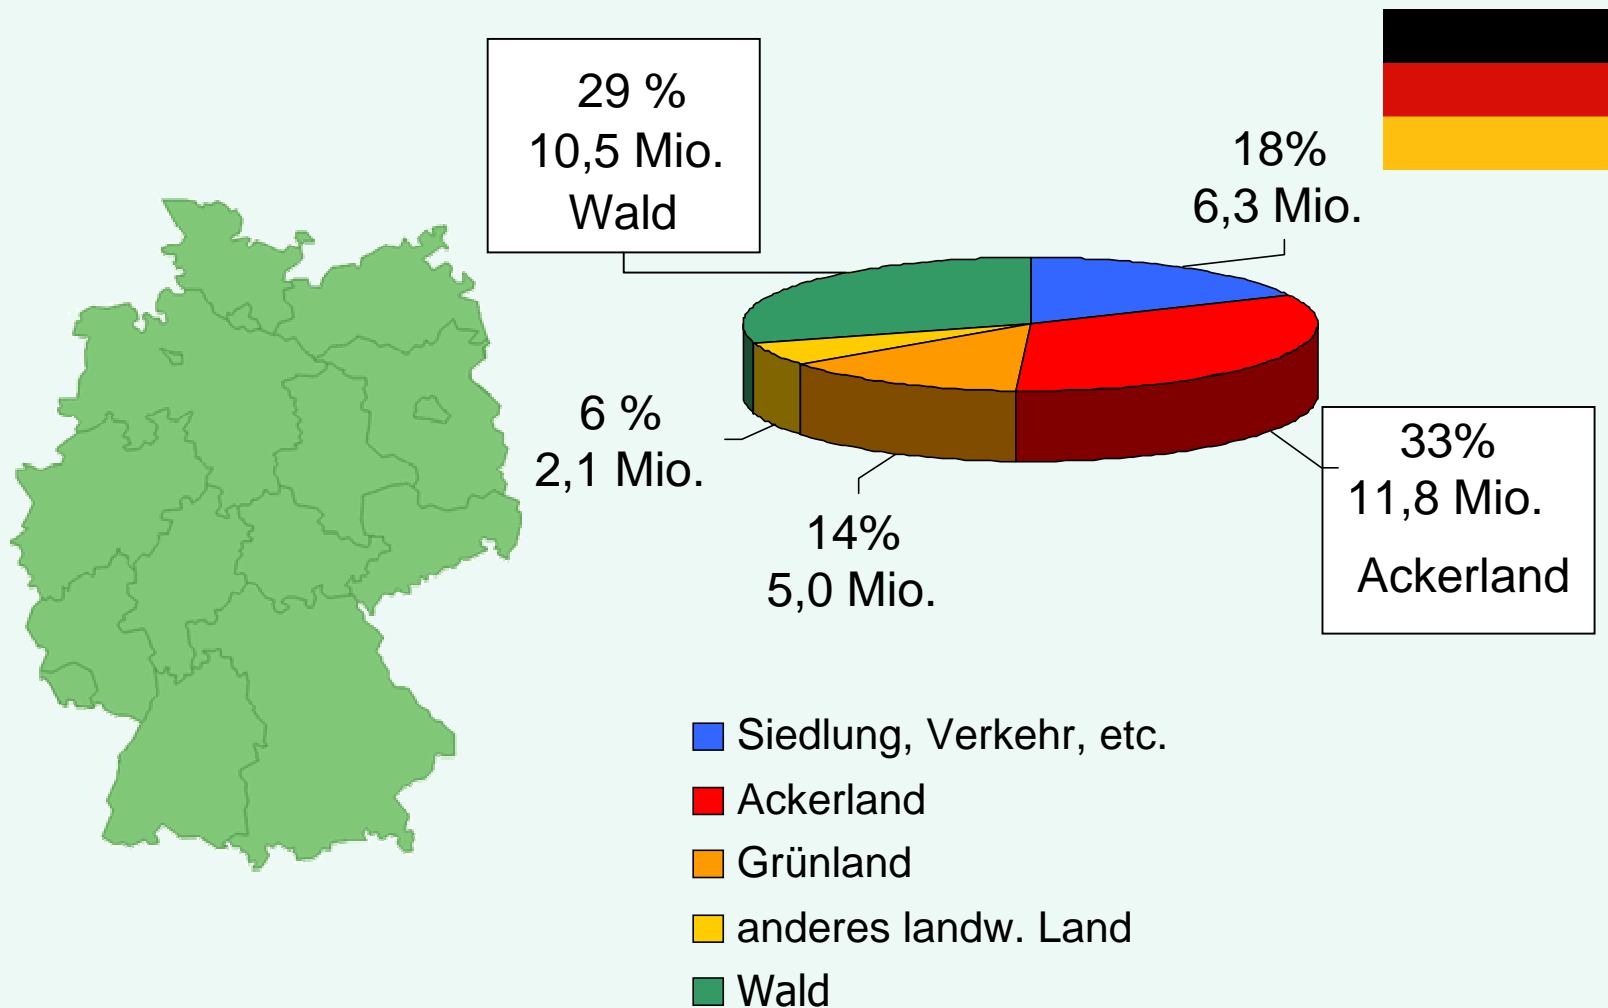 29 %
10,5 Mio.
Wald
18%
6,3 Mio.
6 %
2,1 Mio.
14%
5,0 Mio.
33%
11,8 Mio.
Ackerland
Siedlung, Verkehr, etc.
Ackerland
Grünland
anderes landw. Land
Wald